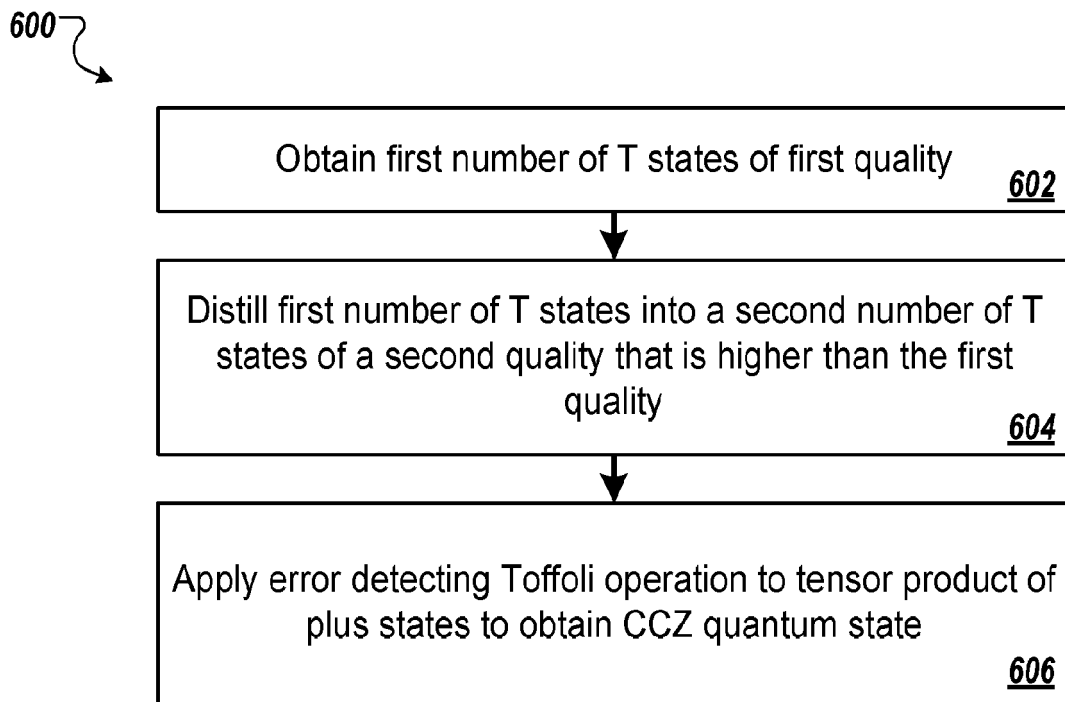 600
Obtain first number of T states of first quality
602
Distill first number of T states into a second number of T
states of a second quality that is higher than the first
quality
604
Apply error detecting Toffoli operation to tensor product of
plus states to obtain CCZ quantum state
606